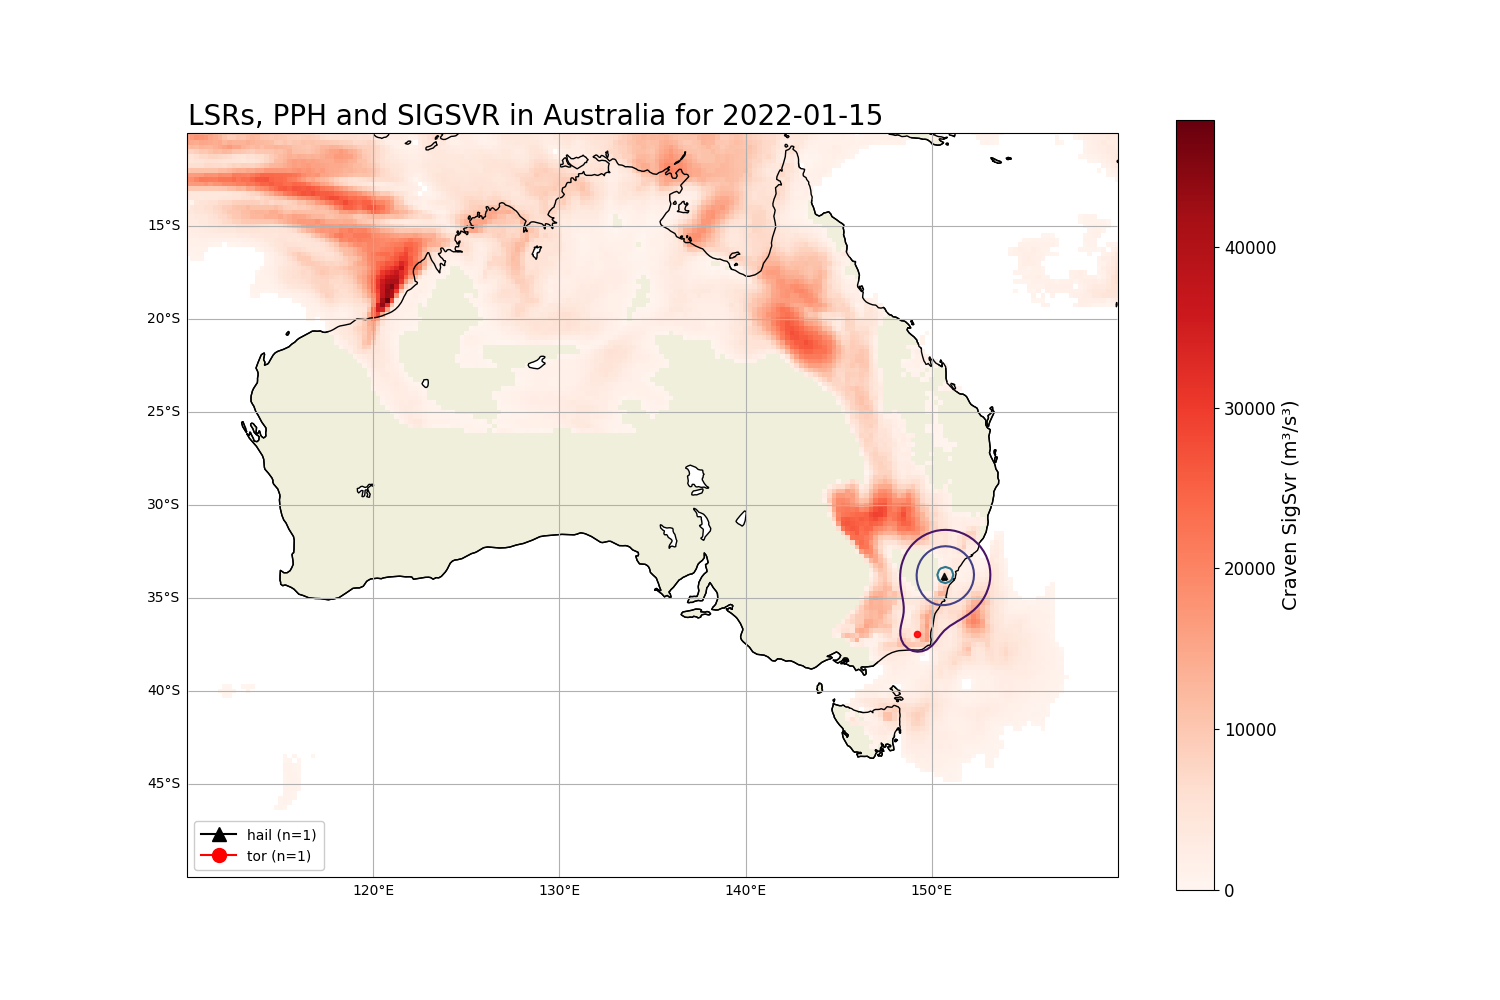 LSRs, PPH and SIGSVR in Australia for 2022-01-15
15°S
20°S
25°S
30°S
35°S
40°S
45°S
120°E
130°E
140°E
150°E
hail (n=1)
tor (n=1)
40000
30000
20000
10000
0
Craven SigSvr (m³/s³)